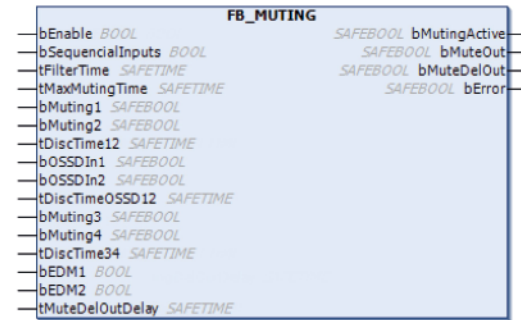 FB_MUTING
bEnable BOOL SAFEBOOL bMutingActive
bSequencialInputs BOOL SAFEBOOL bMuteOut
tFilterTime SAFETIME SAFEBOOL bMuteDelOut
tMaxMutingTime SAFETIME SAFEBOOL bError
bMuting1 SAFEBOOL
bMuting2 SAFEBOOL
tDiscTime12 SAFETIME
bOSSDIn1 SAFEBOOL
bOSSDIn2 SAFEBOOL
tDiscTimeOSSD12 SAFETIME
bMuting3 SAFEBOOL
bMuting4 SAFEBOOL
tDiscTime34 SAFETIME
bEDM1 BOOL
bEDM2 BOOL
tMuteDelOutDelay SAFETIME